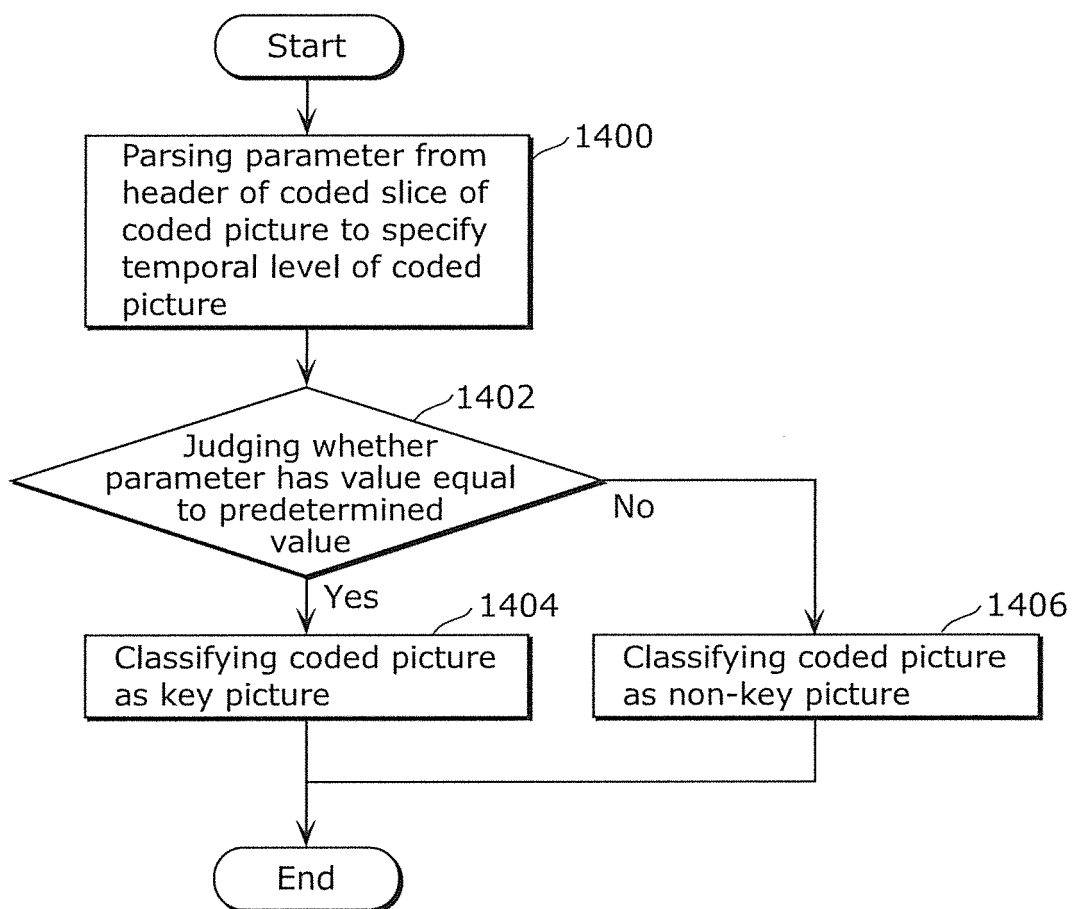 Start
1400
Parsing parameter from
header of coded slice of
coded picture to specify
temporal level of coded
picture
1402
Judging whether
parameter has value equal
to predetermined
value
No
Yes
1404
Classifying coded picture
as key picture
1406
Classifying coded picture
as non-key picture
End